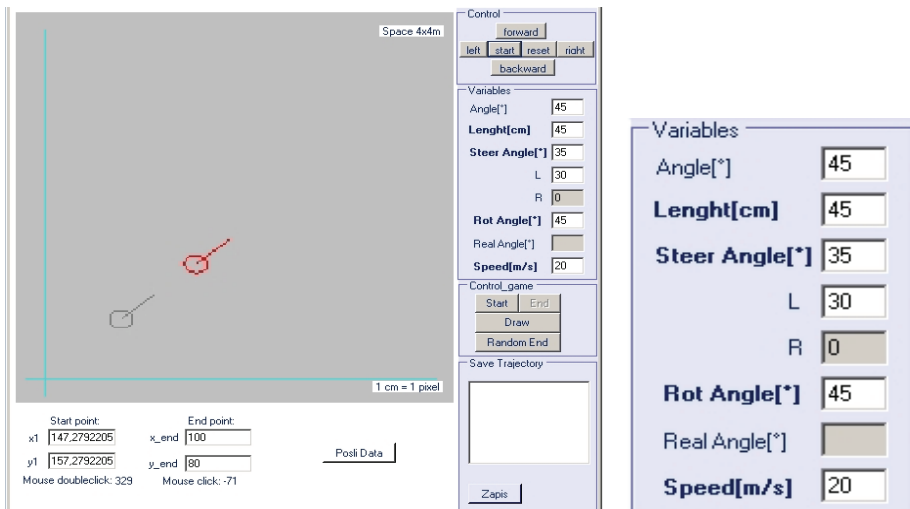 Space 4x4m
1 cm = 1 pixel
Start point:
x1 147,2792205
y1 157,2792205
Mouse doubleclick: 329
End point:
x_end 100
y_end 80
Mouse click: -71
Posli Data
Control
forward
left start reset right
backward
Variables
Angle[°] 45
Lenght[cm] 45
Steer Angle[°] 35
L 30
R 0
Rot Angle[°] 45
Real Angle[°]
Speed[m/s] 20
Control_game
Start End
Draw
Random End
Save Trajectory
Zapis
Variables
Angle[°] 45
Lenght[cm] 45
Steer Angle[°] 35
L 30
R 0
Rot Angle[°] 45
Real Angle[°]
Speed[m/s] 20